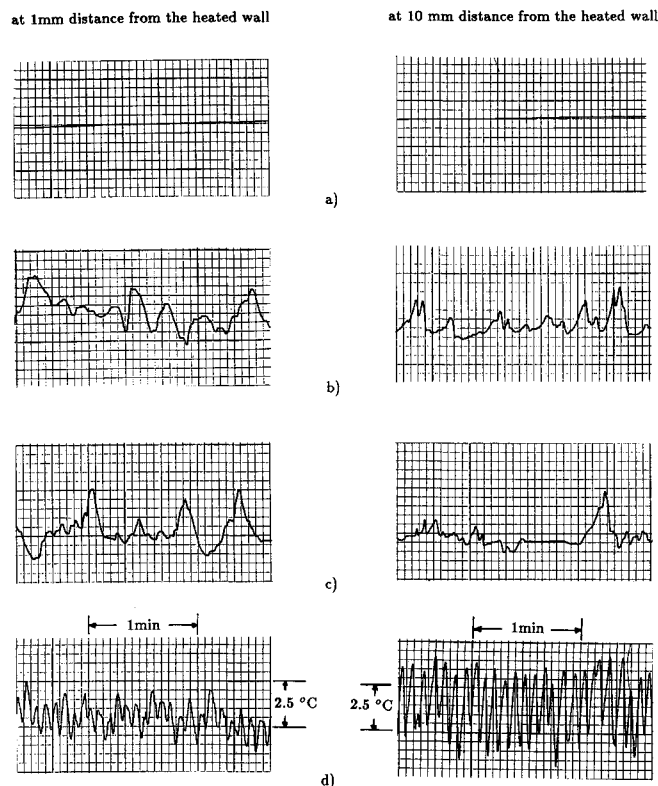 at 1mm distance from the heated wall
at 10 mm distance from the heated wall
a)
b)
c)
1min
1min
2.5 °C
2.5 °C
d)